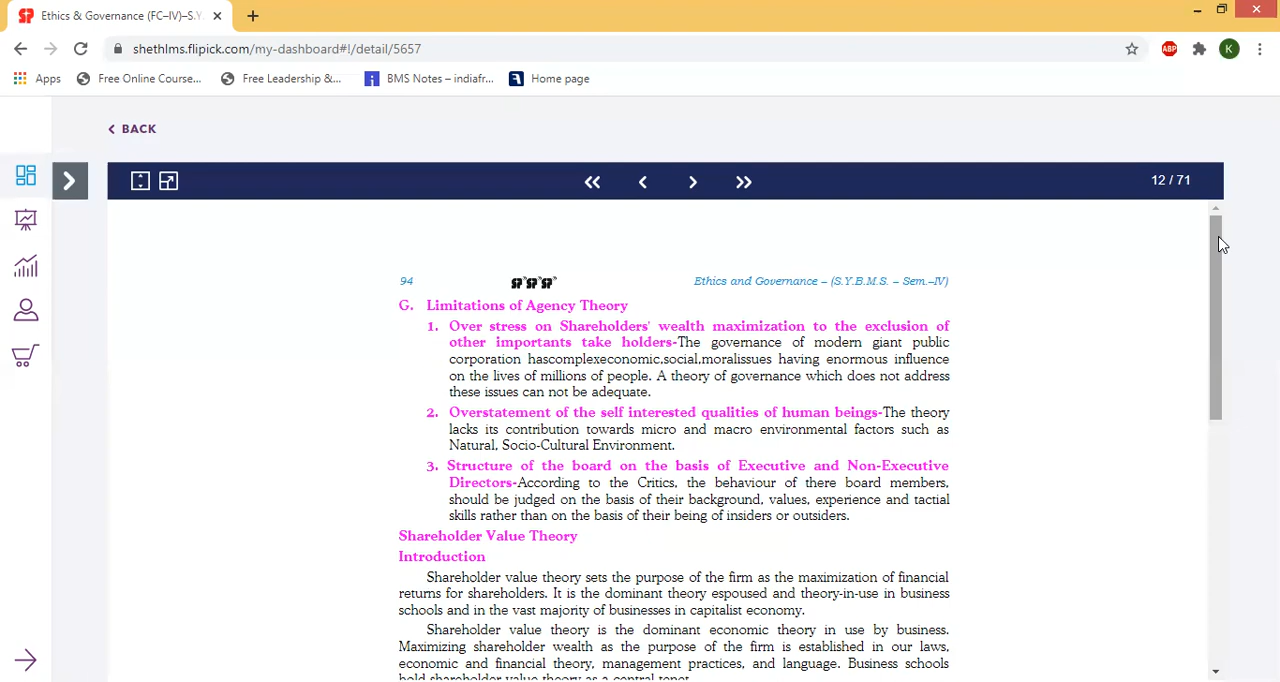 Ethics & Governance (FC–IV)–S.Y.
shethlms.flipick.com/my-dashboard#!/detail/5657
ABP
K
Apps
Free Online Course...
Free Leadership &...
BMS Notes – indiafr...
Home page
BACK
12 / 71
94
Ethics and Governance – (S.Y.B.M.S. – Sem.–IV)
G. Limitations of Agency Theory
1. Over stress on Shareholders' wealth maximization to the exclusion of
other importants take holders-The governance of modern giant public
corporation hascomplexeconomic,social,moralissues having enormous influence
on the lives of millions of people. A theory of governance which does not address
these issues can not be adequate.
2. Overstatement of the self interested qualities of human beings-The theory
lacks its contribution towards micro and macro environmental factors such as
Natural, Socio-Cultural Environment.
3. Structure of the board on the basis of Executive and Non-Executive
Directors-According to the Critics, the behaviour of there board members,
should be judged on the basis of their background, values, experience and tactial
skills rather than on the basis of their being of insiders or outsiders.
Shareholder Value Theory
Introduction
Shareholder value theory sets the purpose of the firm as the maximization of financial
returns for shareholders. It is the dominant theory espoused and theory-in-use in business
schools and in the vast majority of businesses in capitalist economy.
Shareholder value theory is the dominant economic theory in use by business.
Maximizing shareholder wealth as the purpose of the firm is established in our laws,
economic and financial theory, management practices, and language. Business schools
hold shareholder value theory as a central tenet.